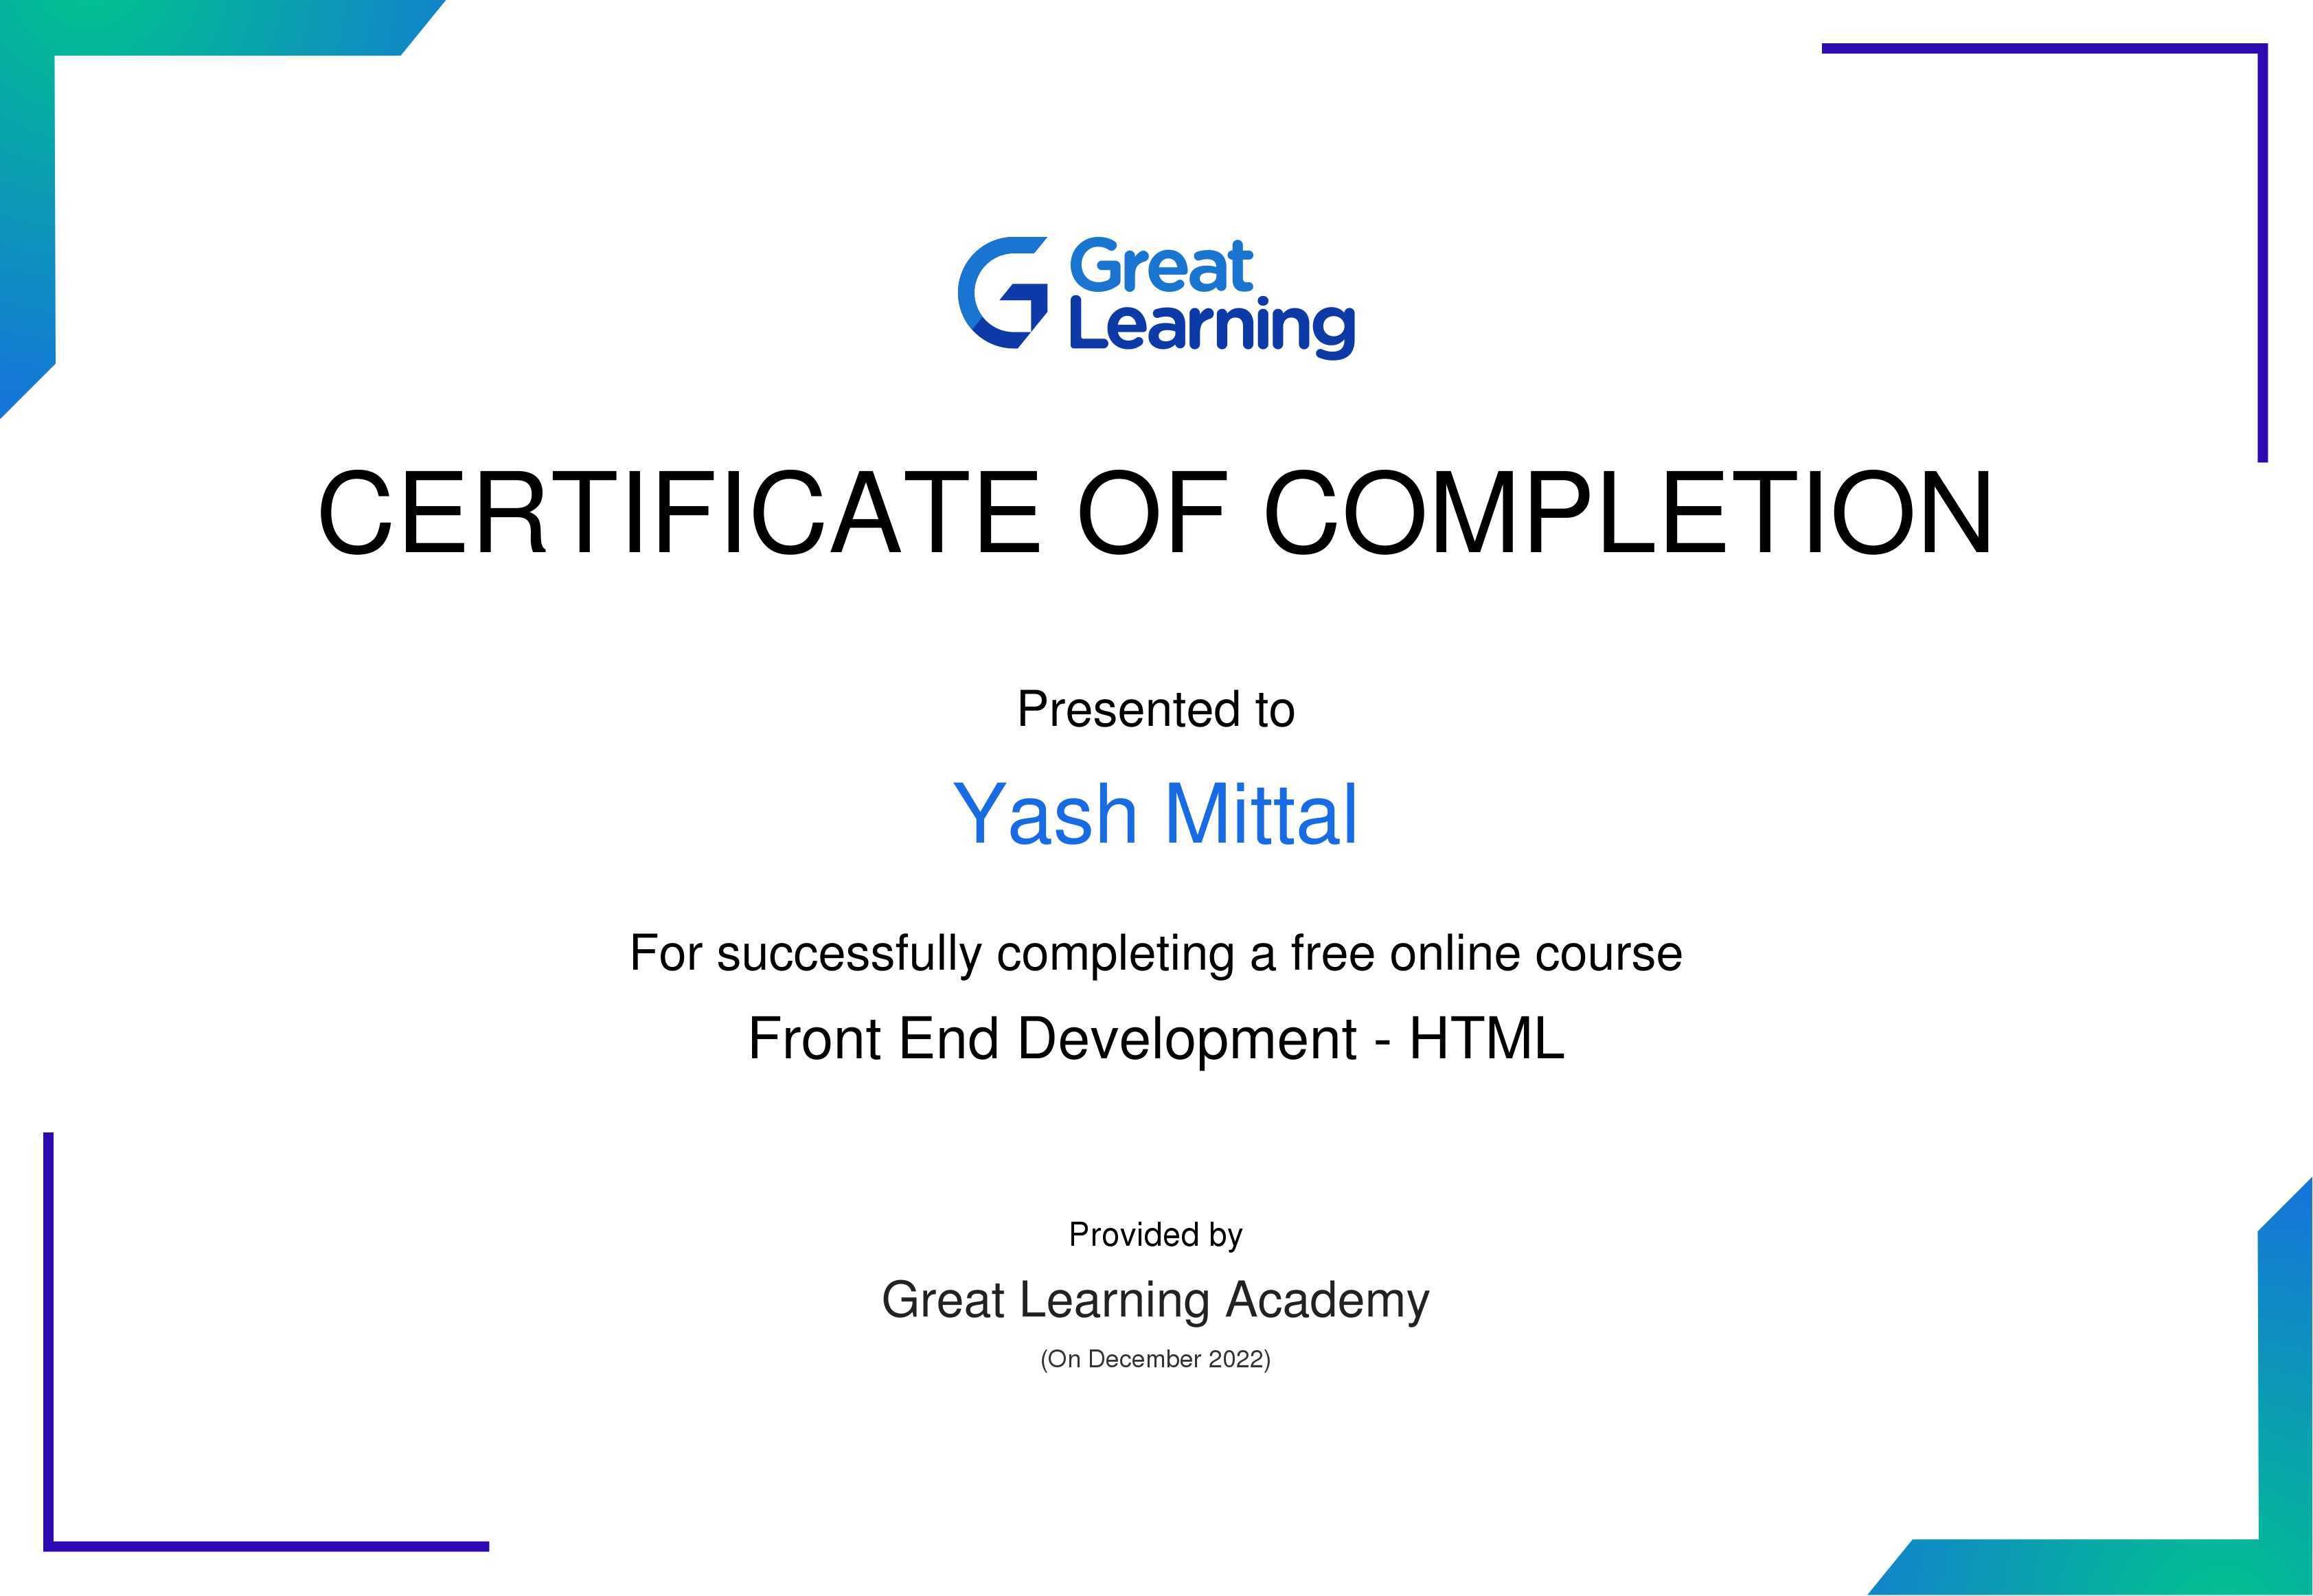 Great
Learning
CERTIFICATE OF COMPLETION
Presented to
Yash Mittal
For successfully completing a free online course
Front End Development - HTML
Provided by
Great Learning Academy
(On December 2022)